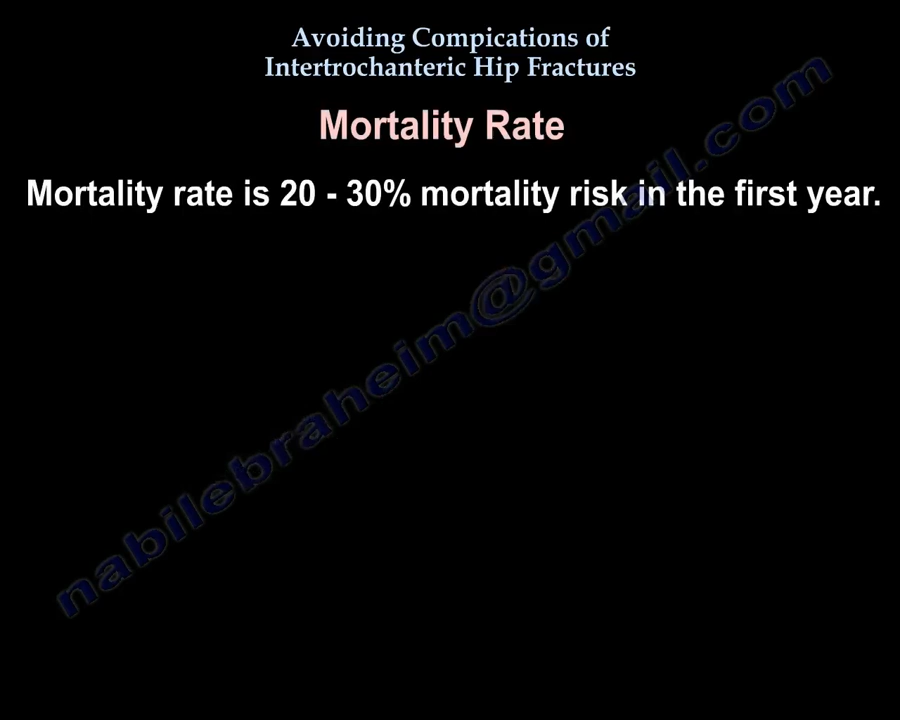 Avoiding Compications of
Intertrochanteric Hip Fractures
Mortality Rate
Mortality rate is 20 - 30% mortality risk in the first year.
nabilebraheim@gmail.com